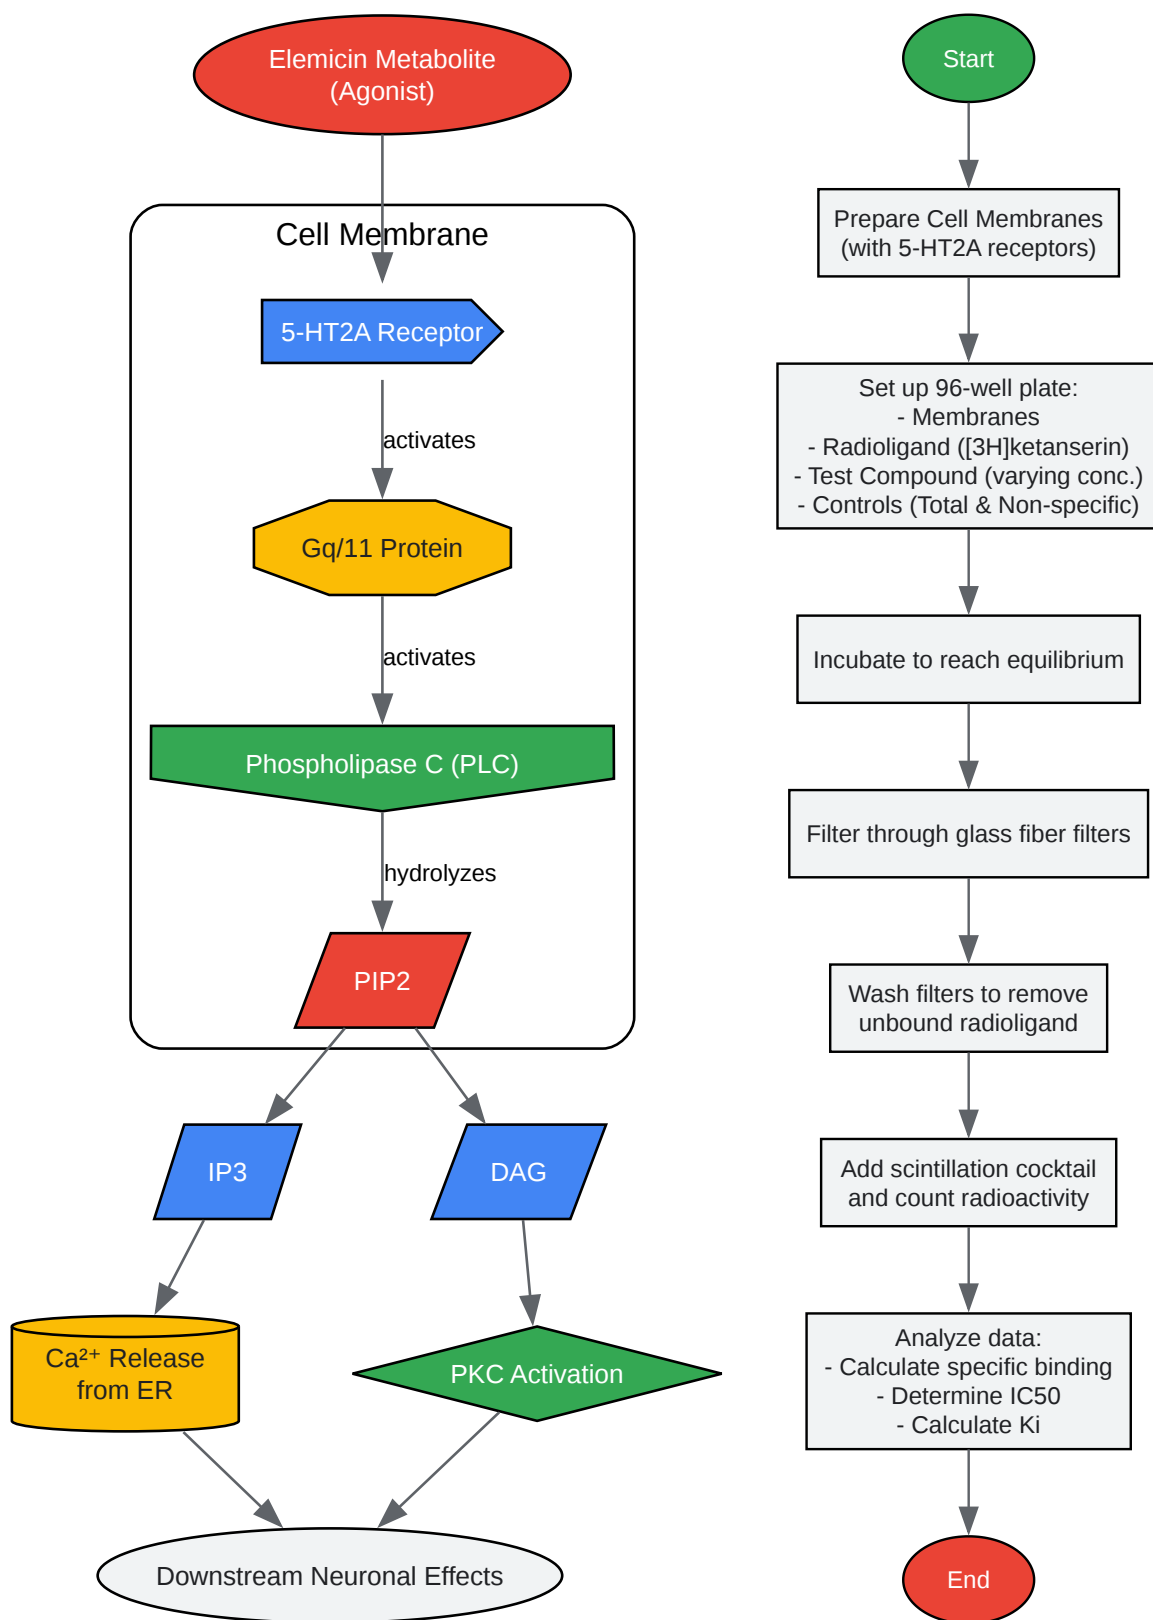 Elemicin Metabolite
(Agonist)
Cell Membrane
5-HT2A Receptor
activates
Gq/11 Protein
activates
Phospholipase C (PLC)
hydrolyzes
PIP2
IP3
DAG
Ca²⁺ Release
from ER
PKC Activation
Downstream Neuronal Effects
Start
Prepare Cell Membranes
(with 5-HT2A receptors)
Set up 96-well plate:
- Membranes
- Radioligand ([3H]ketanserin)
- Test Compound (varying conc.)
- Controls (Total & Non-specific)
Incubate to reach equilibrium
Filter through glass fiber filters
Wash filters to remove
unbound radioligand
Add scintillation cocktail
and count radioactivity
Analyze data:
- Calculate specific binding
- Determine IC50
- Calculate Ki
End